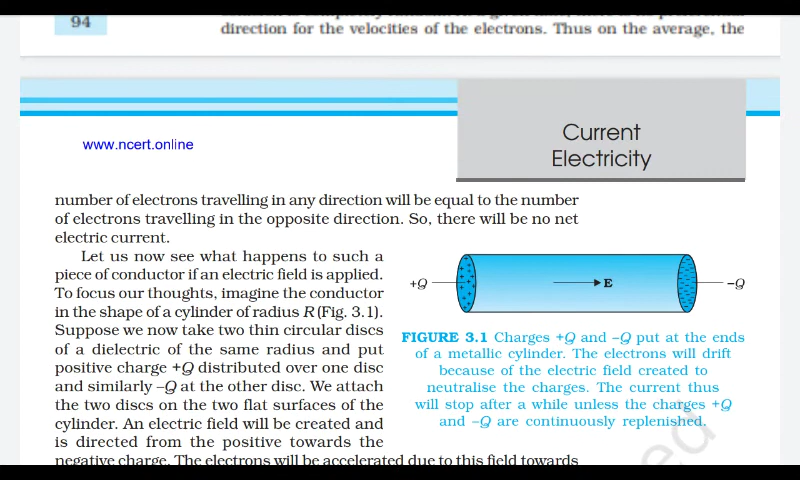 94
direction for the velocities of the electrons. Thus on the average, the
Current
Electricity
www.ncert.online
number of electrons travelling in any direction will be equal to the number
of electrons travelling in the opposite direction. So, there will be no net
electric current.
Let us now see what happens to such a
piece of conductor if an electric field is applied.
To focus our thoughts, imagine the conductor
in the shape of a cylinder of radius R (Fig. 3.1).
Suppose we now take two thin circular discs
of a dielectric of the same radius and put
positive charge +Q distributed over one disc
and similarly –Q at the other disc. We attach
the two discs on the two flat surfaces of the
cylinder. An electric field will be created and
is directed from the positive towards the
negative charge. The electrons will be accelerated due to this field towards
+Q
E
–Q
FIGURE 3.1 Charges +Q and –Q put at the ends
of a metallic cylinder. The electrons will drift
because of the electric field created to
neutralise the charges. The current thus
will stop after a while unless the charges +Q
and –Q are continuously replenished.